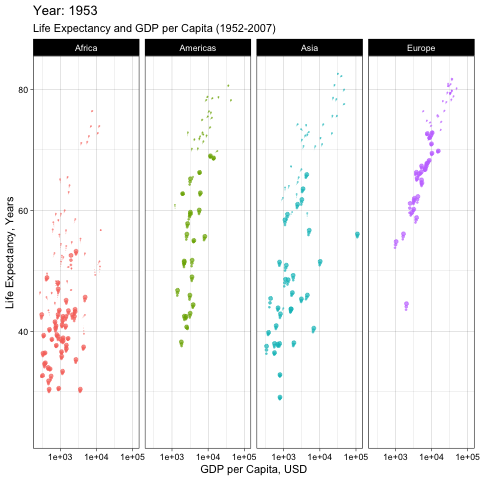 Year: 1953
Life Expectancy and GDP per Capita (1952-2007)
Africa Americas Asia Europe
80
60
40
Life Expectancy, Years
1e+03 1e+04 1e+05 1e+03 1e+04 1e+05 1e+03 1e+04 1e+05 1e+03 1e+04 1e+05
GDP per Capita, USD